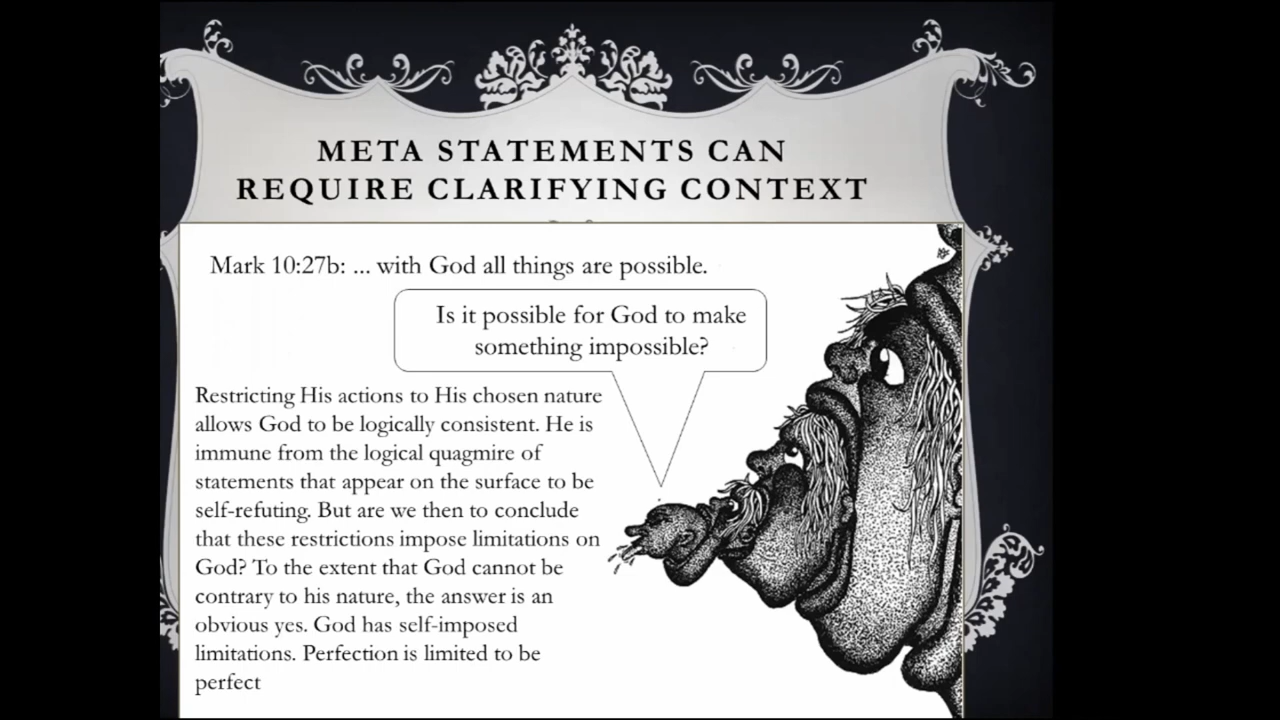 META STATEMENTS CAN
REQUIRE CLARIFYING CONTEXT
Mark 10:27b: ... with God all things are possible.
Is it possible for God to make
something impossible?
Restricting His actions to His chosen nature
allows God to be logically consistent. He is
immune from the logical quagmire of
statements that appear on the surface to be
self-refuting. But are we then to conclude
that these restrictions impose limitations on
God? To the extent that God cannot be
contrary to his nature, the answer is an
obvious yes. God has self-imposed
limitations. Perfection is limited to be
perfect